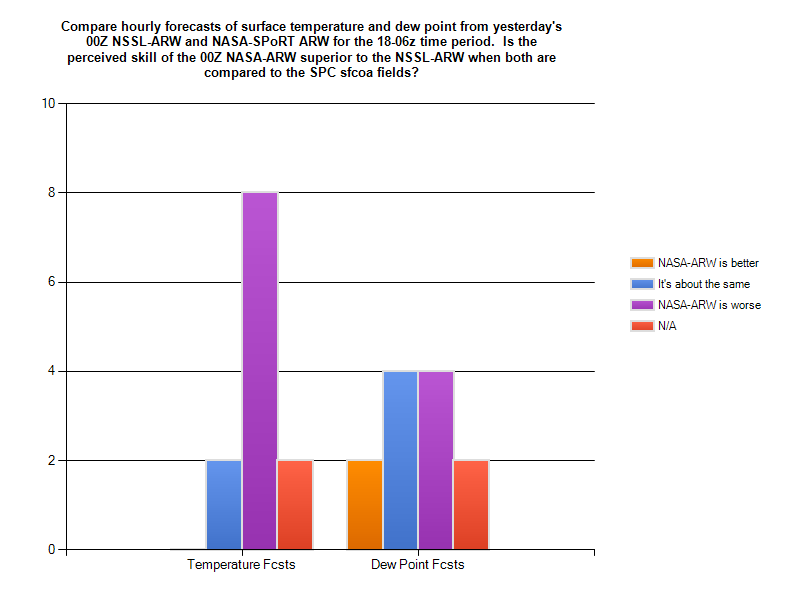 Compare hourly forecasts of surface temperature and dew point from yesterday's
00Z NSSL-ARW and NASA-SPoRT ARW for the 18-06z time period.  Is the
perceived skill of the 00Z NASA-ARW superior to the NSSL-ARW when both are
compared to the SPC sfcoa fields?
10
8
6
4
2
0
Temperature Fcsts
Dew Point Fcsts
NASA-ARW is better
It's about the same
NASA-ARW is worse
N/A